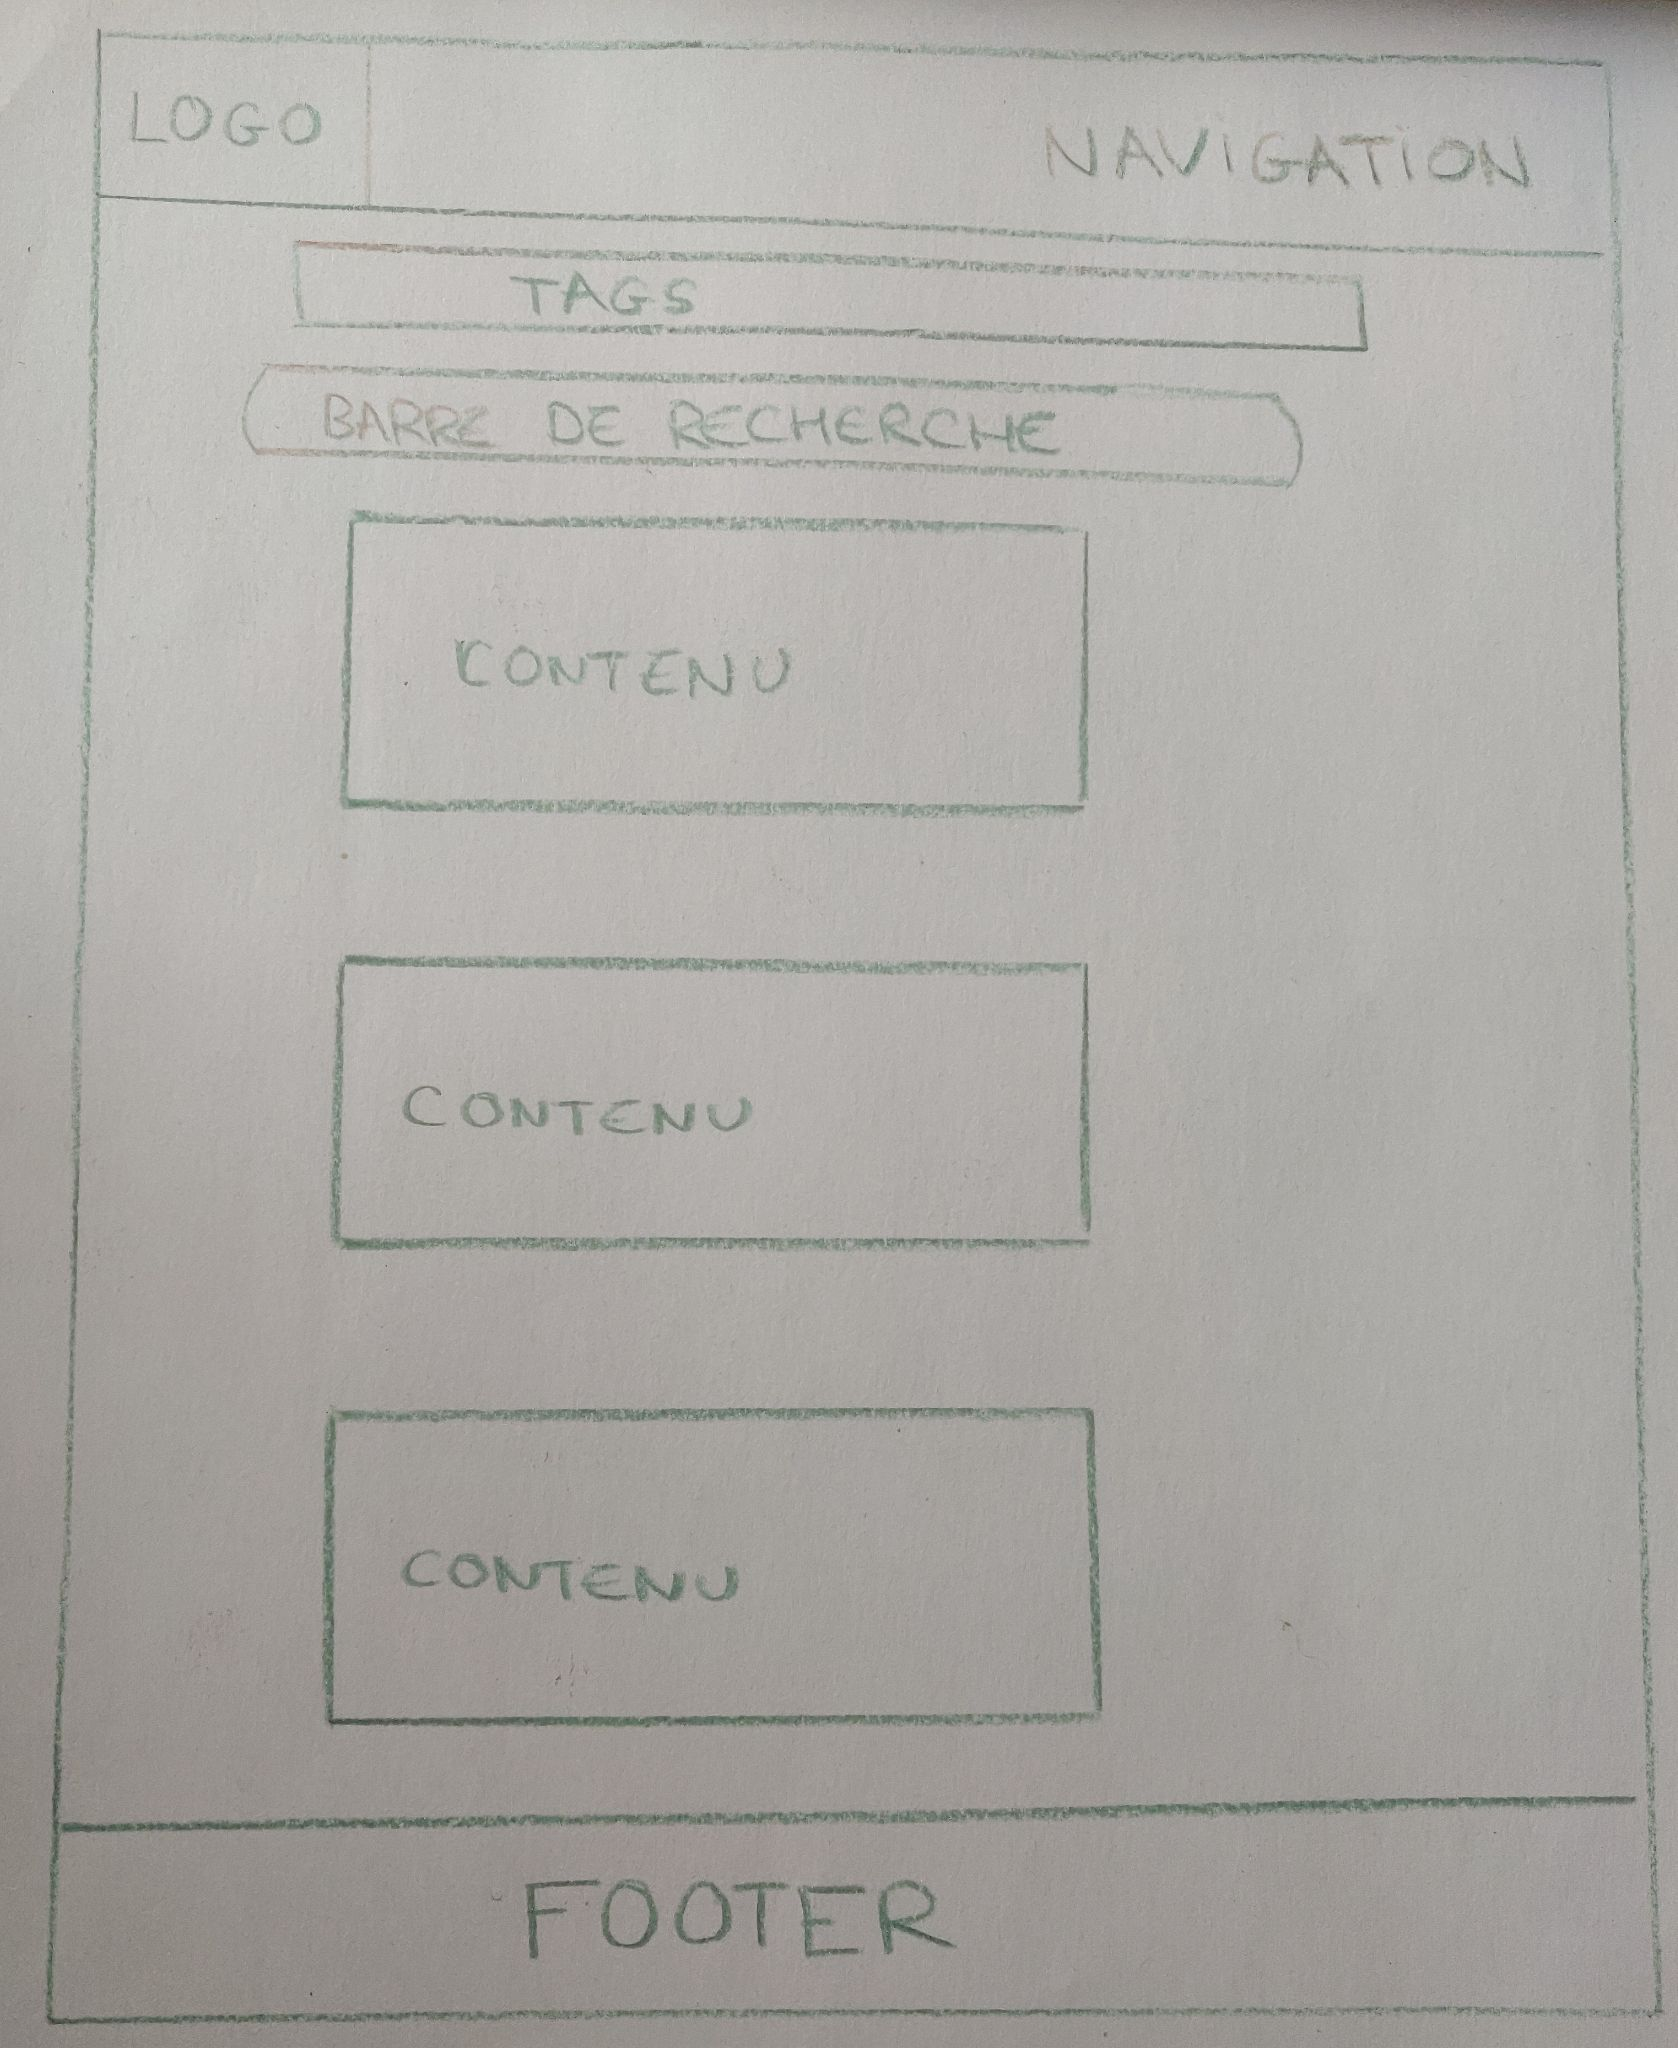 LOGO
NAVIGATION
TAGS
BARRE DE RECHERCHE
CONTENU
CONTENU
CONTENU
FOOTER